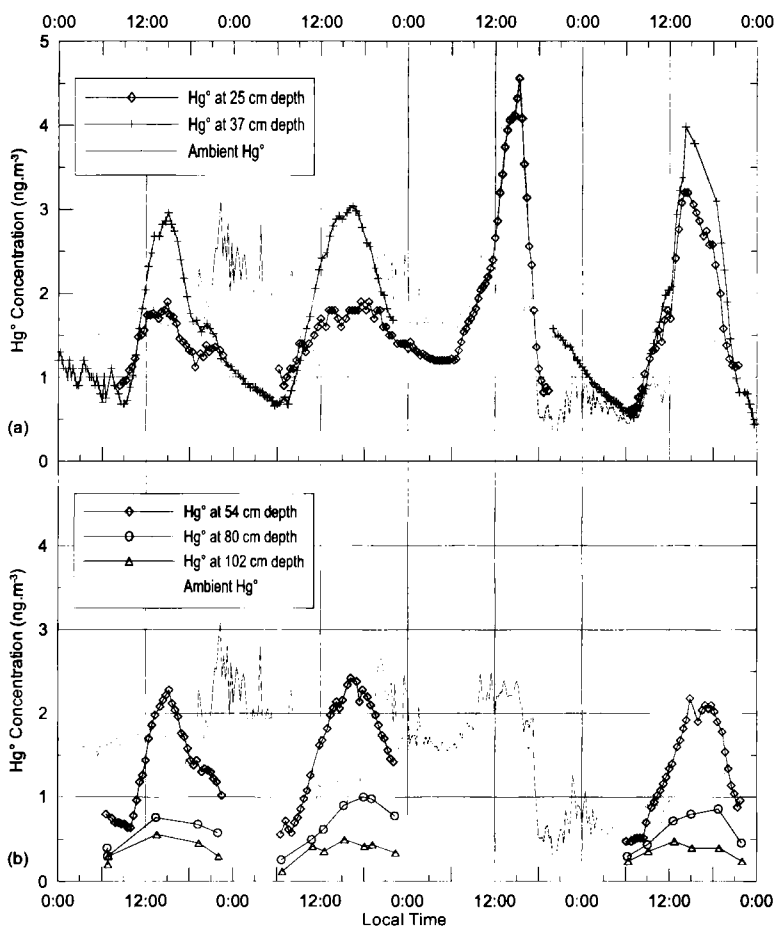 0:00 12:00 0:00 12:00 0:00 12:00 0:00 12:00 0:00
5
4
3
2
1
0
Hg° Concentration (ng.m⁻³)
Hg° at 25 cm depth
Hg° at 37 cm depth
Ambient Hg°
(a)
4
3
2
1
0
Hg° Concentration (ng.m⁻³)
Hg° at 54 cm depth
Hg° at 80 cm depth
Hg° at 102 cm depth
Ambient Hg°
(b)
0:00 12:00 0:00 12:00 0:00 12:00 0:00 12:00 0:00
Local Time